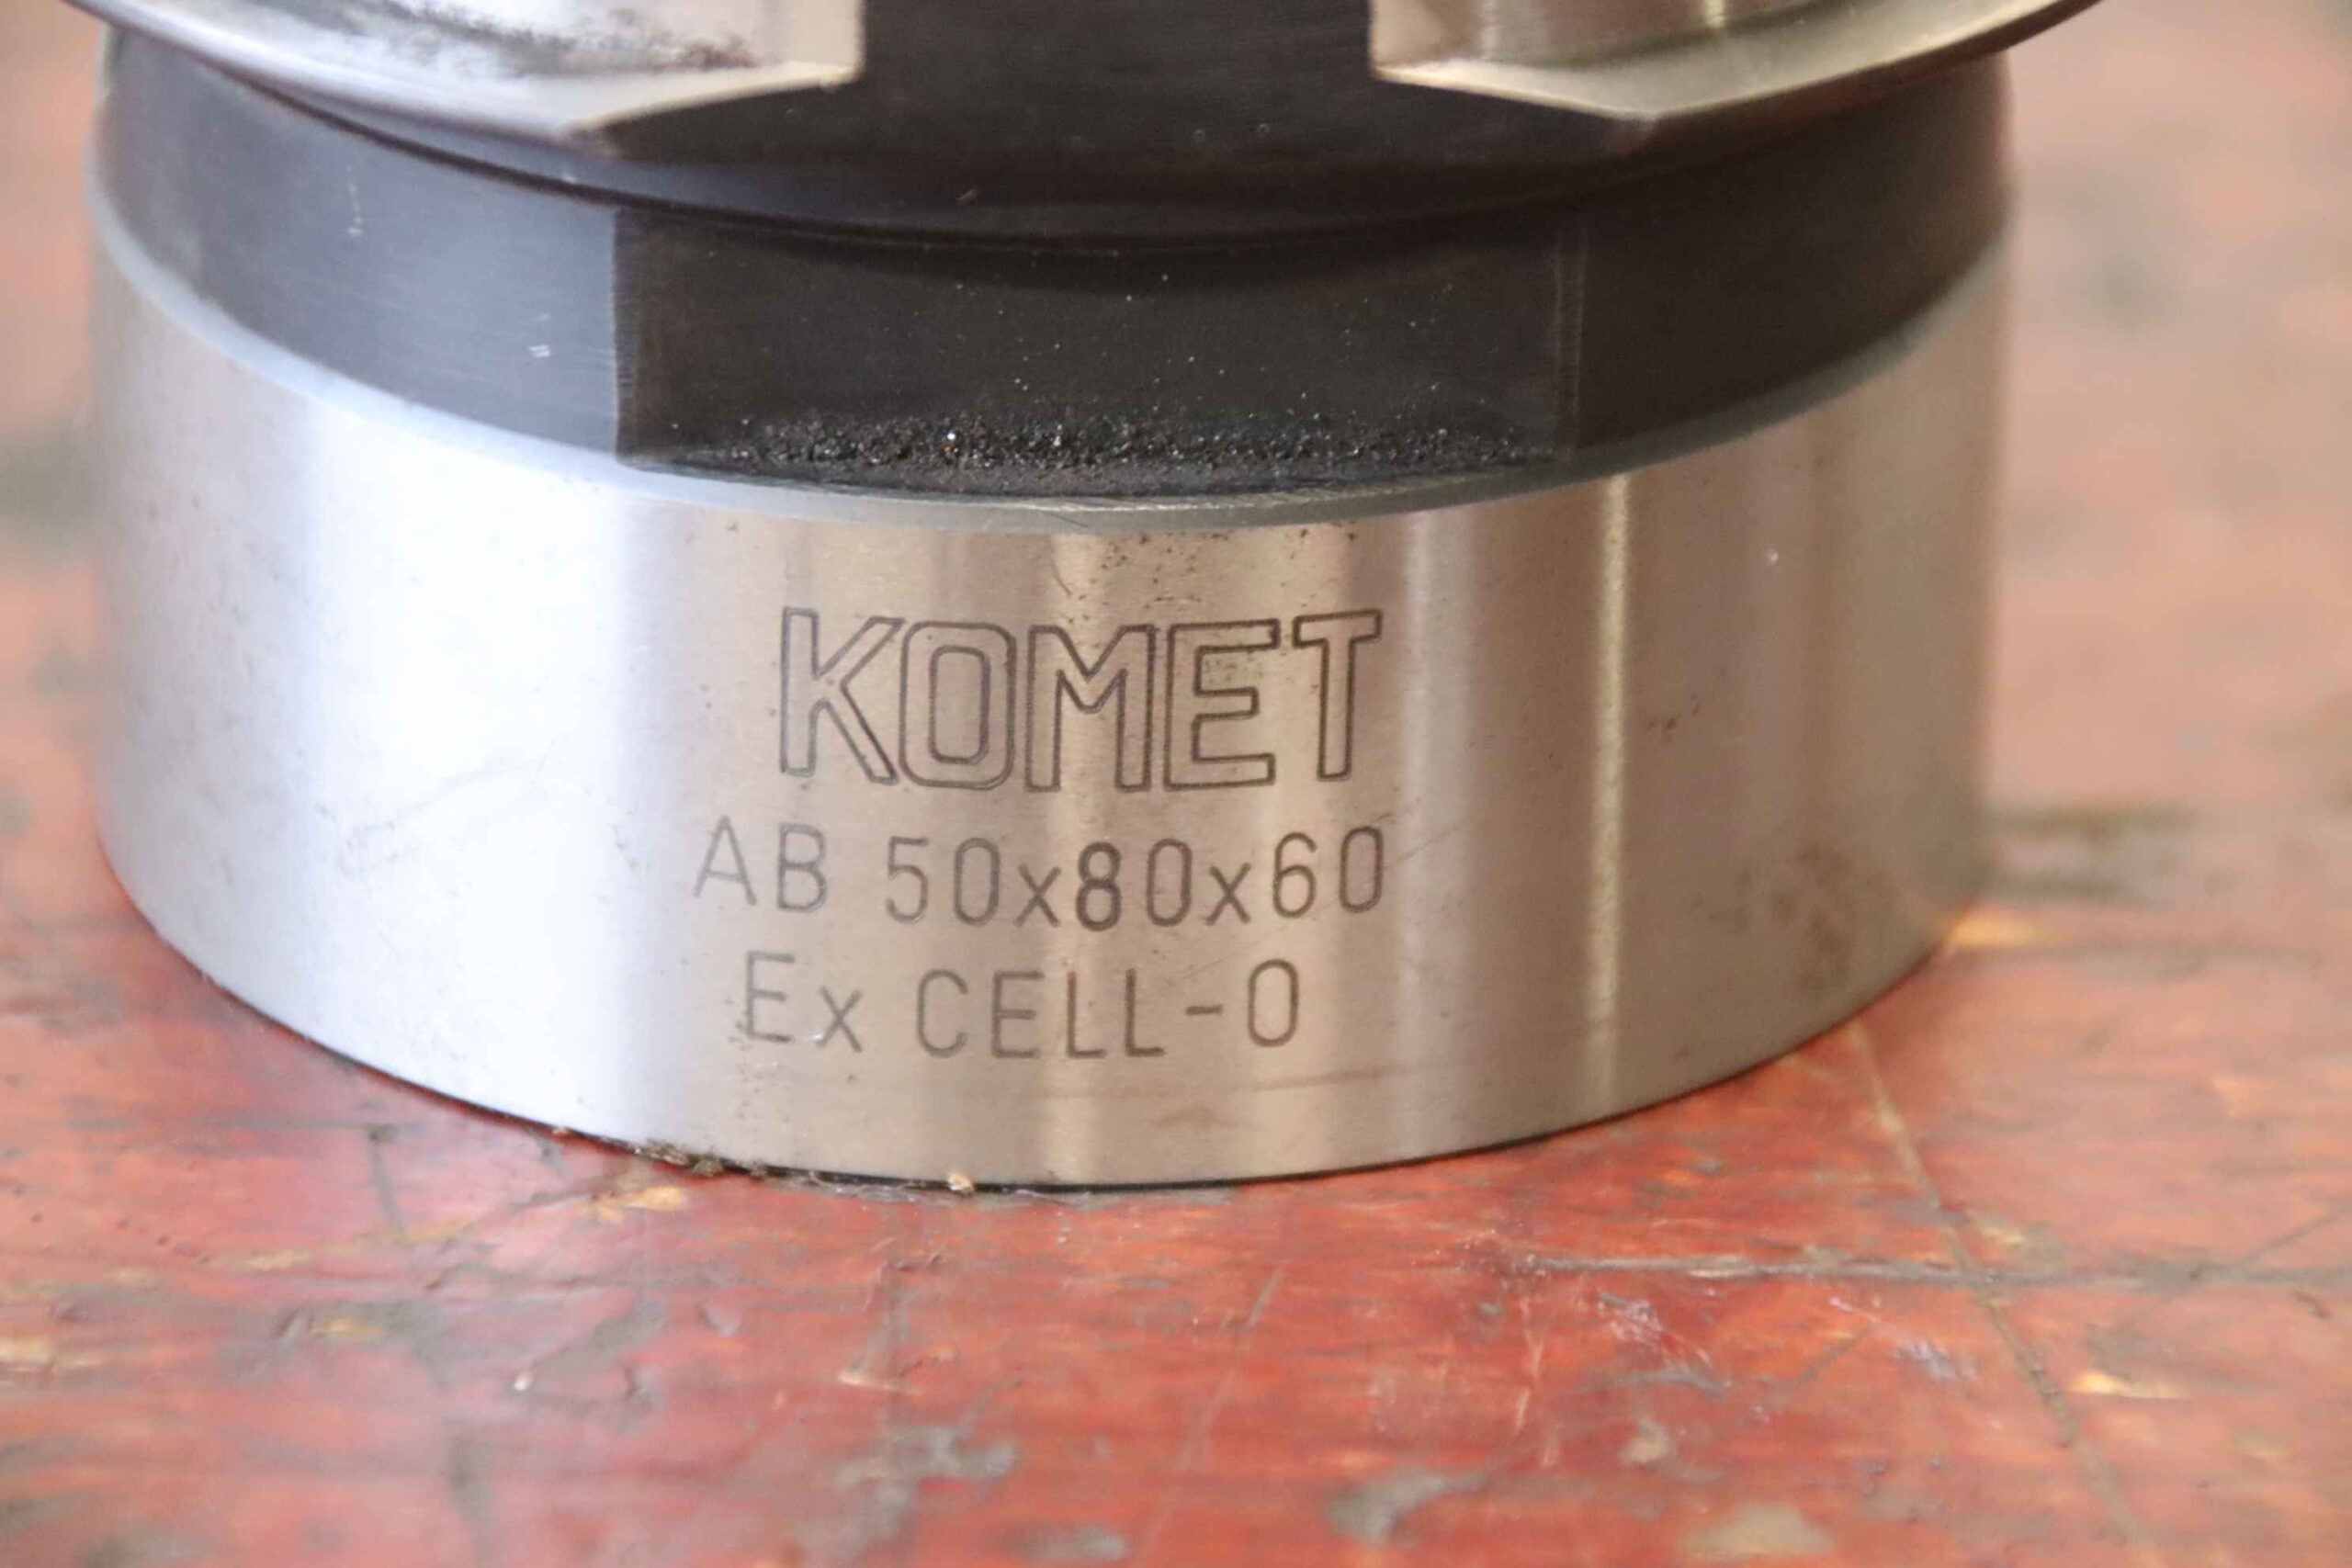 KOMET
AB 50x80x60
Ex CELL-O